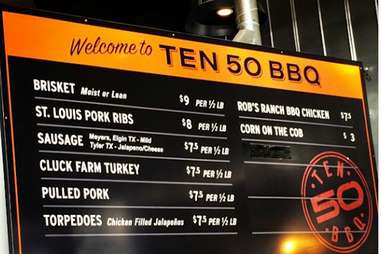 Welcome to TEN 50 BBQ
BRISKET Moist or Lean $9 PER ½ LB
ST. LOUIS PORK RIBS $8 PER ½ LB
SAUSAGE Meyers, Elgin TX - Mild
Tyler TX - Jalapeno/Cheese $7.5 PER ½ LB
CLUCK FARM TURKEY $7.5 PER ½ LB
PULLED PORK $7.5 PER ½ LB
TORPEDOES Chicken Filled Jalapeños $7.5 PER ½ LB
ROB'S RANCH BBQ CHICKEN $7.5
CORN ON THE COB $3
TEN
50
BBQ